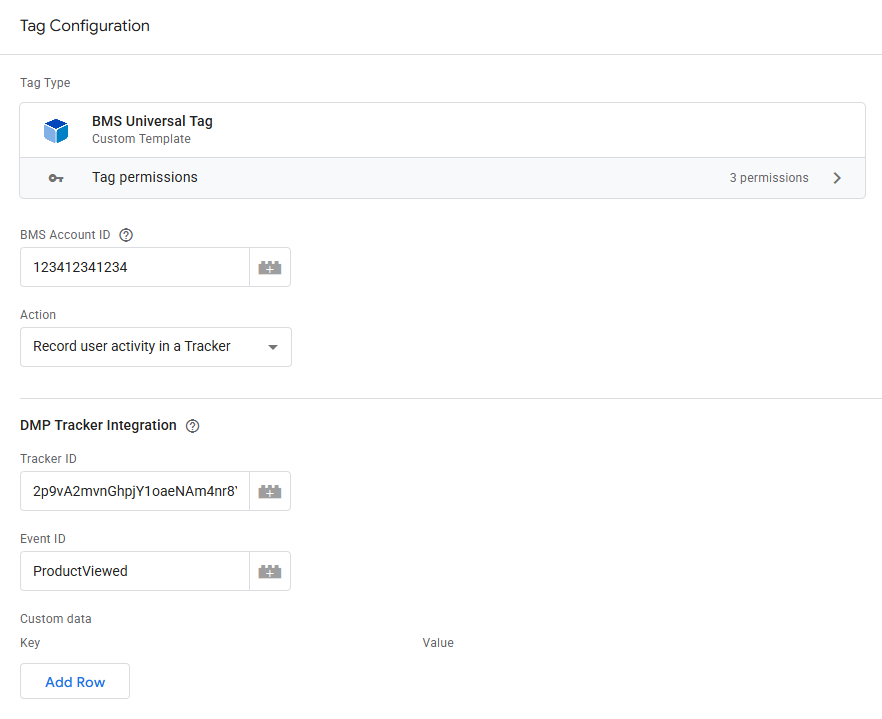 Tag Configuration
Tag Type
BMS Universal Tag
Custom Template
Tag permissions 3 permissions
BMS Account ID
123412341234
Action
Record user activity in a Tracker
DMP Tracker Integration
Tracker ID
2p9vA2mvnGhpjY1oaeNAm4nr8
Event ID
ProductViewed
Custom data
Key Value
Add Row